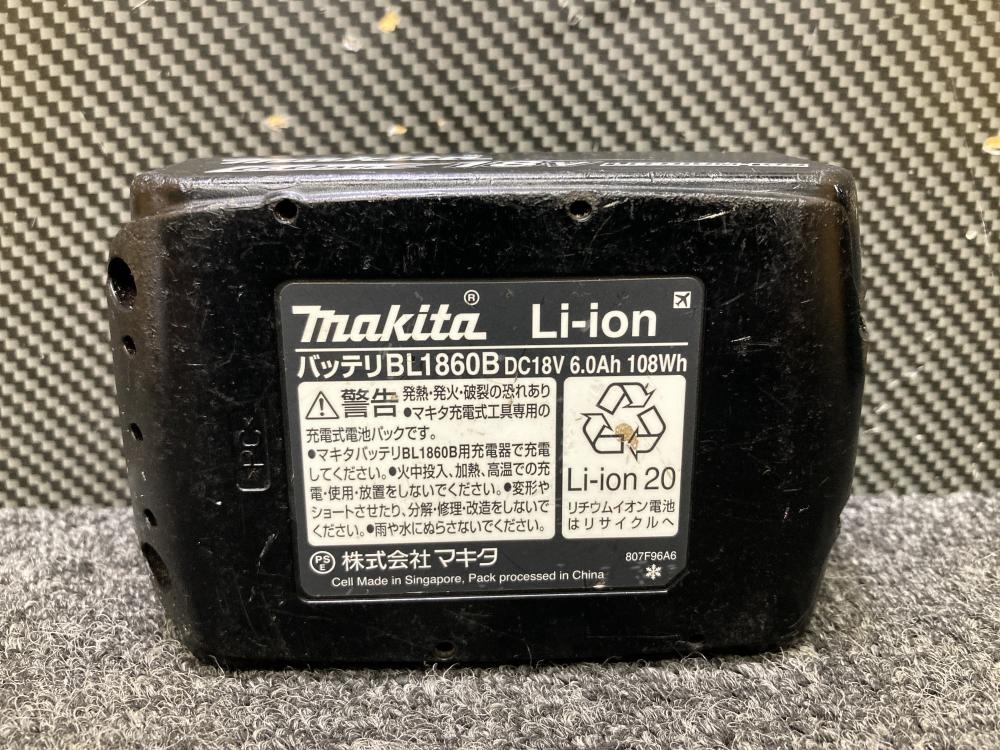 makita 18V
makita® Li-ion
バッテリBL1860B DC18V 6.0Ah 108Wh
警告 発熱・発火・破裂の恐れあり
●マキタ充電式工具専用の
充電式電池パックです。
●マキタバッテリBL1860B用充電器で充電
してください。●火中投入、加熱、高温での充
電・使用・放置をしないでください。●変形や
ショートさせたり、分解・修理・改造をしないで
ください。●雨や水にぬらさないでください。
Li-ion 20
リチウムイオン電池
はリサイクルへ
PS
E
株式会社 マキタ
807F96A6
Cell Made in Singapore, Pack processed in China